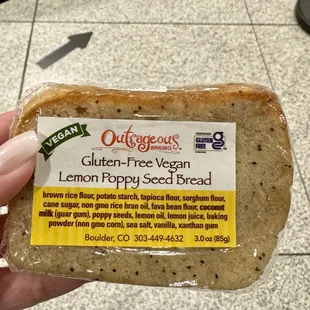 VEGAN
Outrageous
BAKING
GLUTEN
FREE
Gluten-Free Vegan
Lemon Poppy Seed Bread
brown rice flour, potato starch, tapioca flour, sorghum flour,
cane sugar, non gmo rice bran oil, fava bean flour, coconut
milk (guar gum), poppy seeds, lemon oil, lemon juice, baking
powder (non gmo corn), sea salt, vanilla, xanthan gum
Boulder, CO 303-449-4632 3.0 oz (85g)